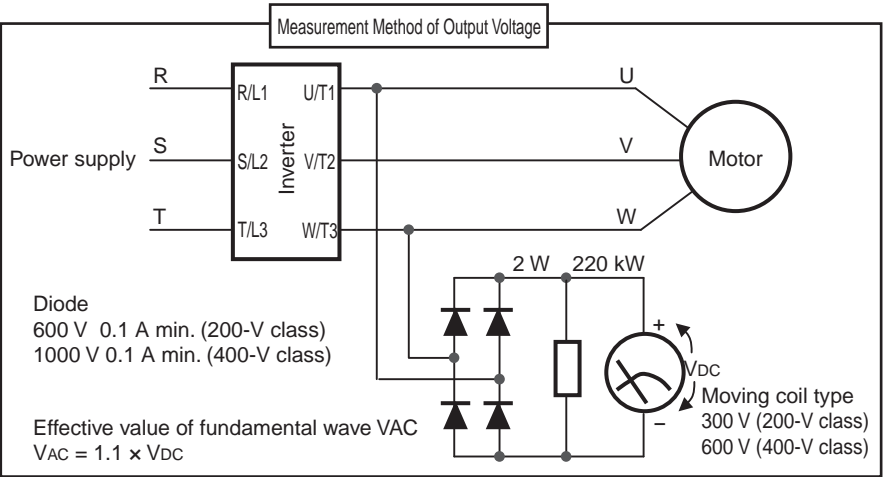 Measurement Method of Output Voltage
R
R/L1
U/T1
U
Power supply
S
S/L2
Inverter
V/T2
V
Motor
T
T/L3
W/T3
W
2 W 220 kW
Diode
600 V 0.1 A min. (200-V class)
1000 V 0.1 A min. (400-V class)
+
VDC
−
Moving coil type
300 V (200-V class)
600 V (400-V class)
Effective value of fundamental wave VAC
VAC = 1.1 × VDC